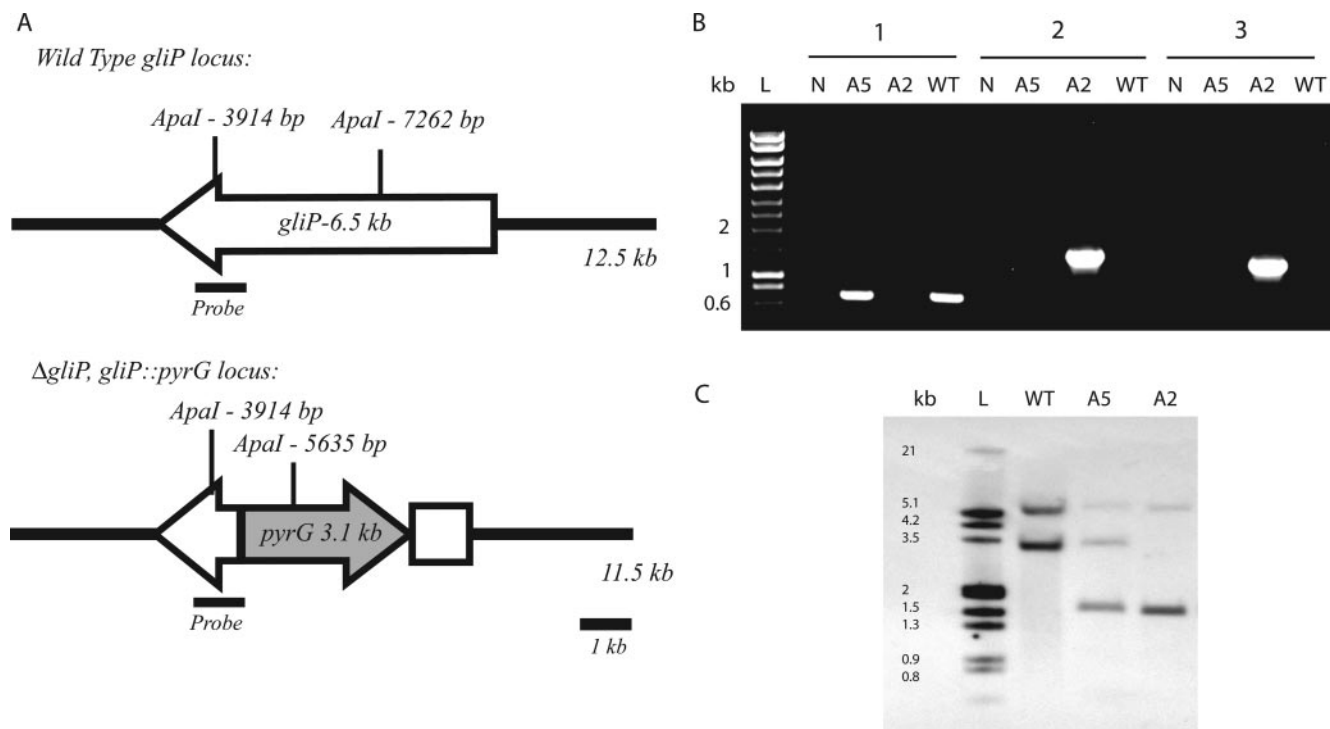 A
Wild Type gliP locus:
ApaI - 3914 bp
ApaI - 7262 bp
gliP-6.5 kb
12.5 kb
Probe
ΔgliP, gliP::pyrG locus:
ApaI - 3914 bp
ApaI - 5635 bp
pyrG 3.1 kb
11.5 kb
Probe
1 kb
B
1 2 3
kb L N A5 A2 WT N A5 A2 WT N A5 A2 WT
2
1
0.6
C
kb L WT A5 A2
21
5.1
4.2
3.5
2
1.5
1.3
0.9
0.8